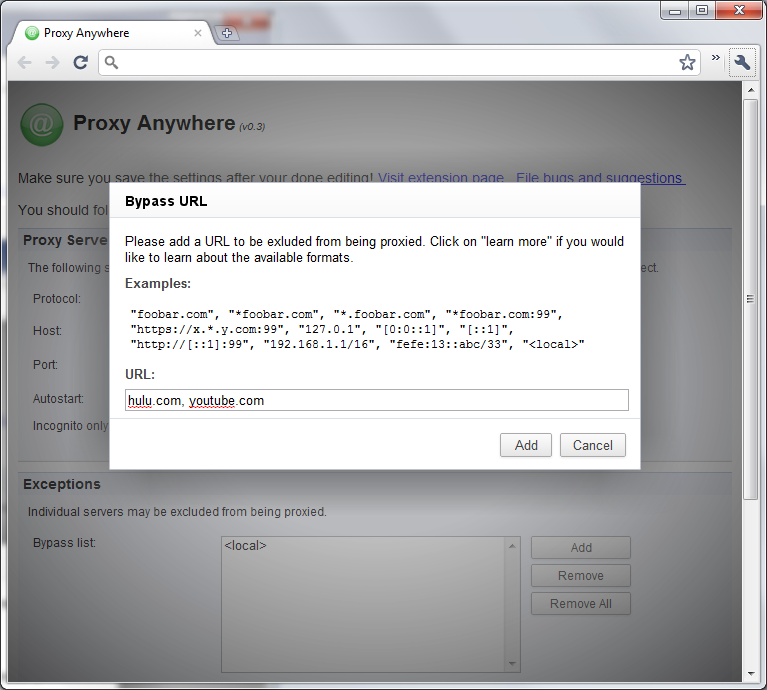 Proxy Anywhere
Proxy Anywhere (v0.3)
Make sure you save the settings after your done editing! Visit extension page File bugs and suggestions
You should fol
Bypass URL
Please add a URL to be exluded from being proxied. Click on "learn more" if you would
like to learn about the available formats.
Examples:
"foobar.com", "*foobar.com", "*.foobar.com", "*foobar.com:99",
"https://x.*.y.com:99", "127.0.1", "[0:0::1]", "[::1]",
"http://[::1]:99", "192.168.1.1/16", "fefe:13::abc/33", "<local>"
URL:
hulu.com, youtube.com
Add Cancel
Proxy Serve
The following s ect.
Protocol:
Host:
Port:
Autostart:
Incognito only
Exceptions
Individual servers may be excluded from being proxied.
Bypass list:
<local>
Add
Remove
Remove All